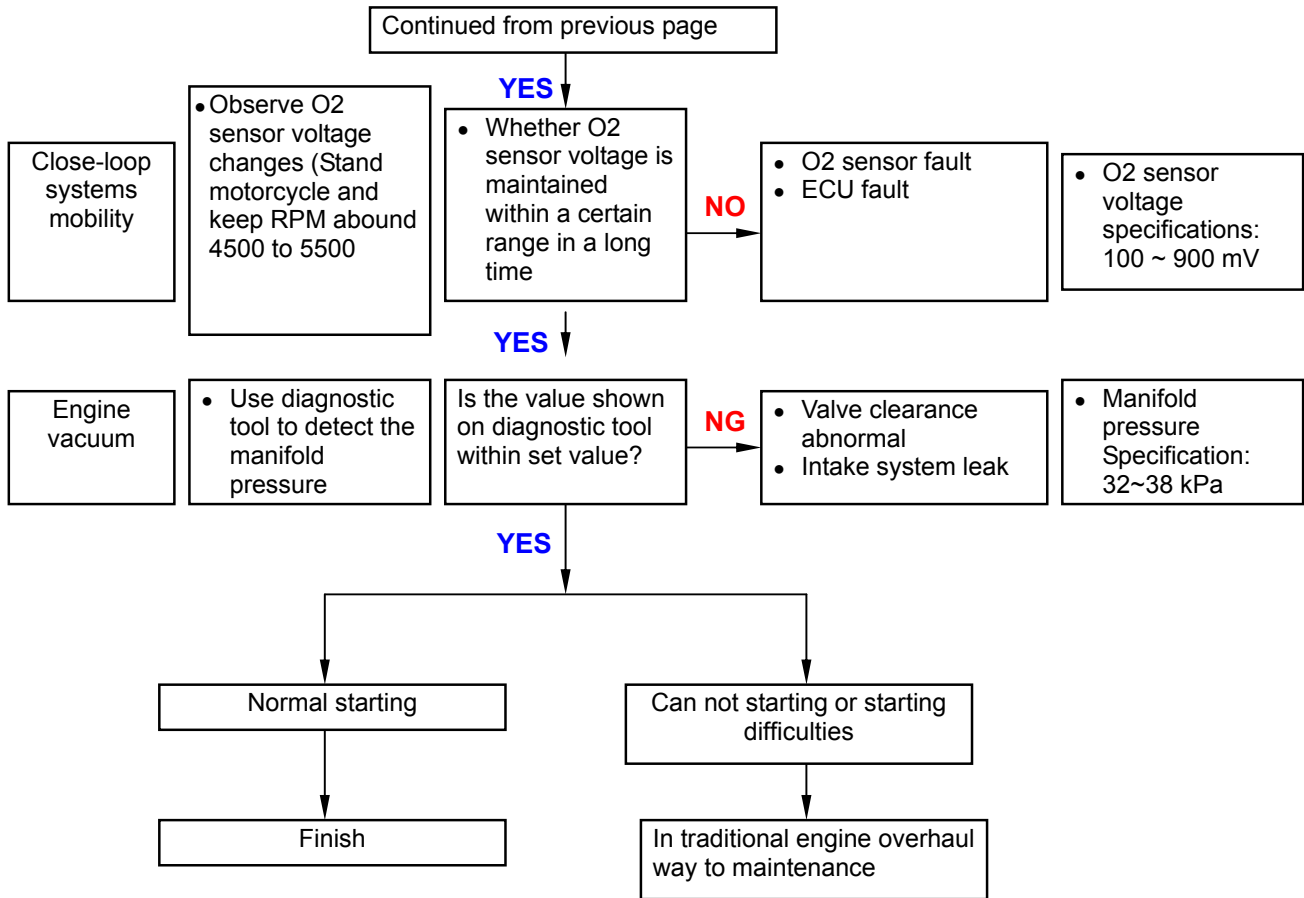 Continued from previous page
YES
Close-loop
systems
mobility
• Observe O2
sensor voltage
changes (Stand
motorcycle and
keep RPM abound
4500 to 5500
• Whether O2
sensor voltage is
maintained
within a certain
range in a long
time
NO
• O2 sensor fault
• ECU fault
• O2 sensor
voltage
specifications:
100 ~ 900 mV
YES
Engine
vacuum
• Use diagnostic
tool to detect the
manifold
pressure
Is the value shown
on diagnostic tool
within set value?
NG
• Valve clearance
abnormal
• Intake system leak
• Manifold
pressure
Specification:
32~38 kPa
YES
Normal starting
Can not starting or starting
difficulties
Finish
In traditional engine overhaul
way to maintenance